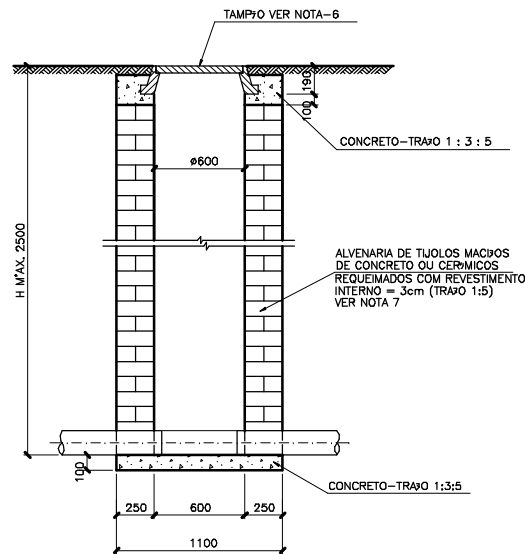 TAMPÃO VER NOTA-6
190
100
CONCRETO-TRAÇO 1 : 3 : 5
ø600
H MÁX. 2500
ALVENARIA DE TIJOLOS MACIÇOS
DE CONCRETO OU CERÂMICOS
REQUEIMADOS COM REVESTIMENTO
INTERNO = 3cm (TRAÇO 1:5)
VER NOTA 7
100
CONCRETO-TRAÇO 1:3:5
250
600
250
1100